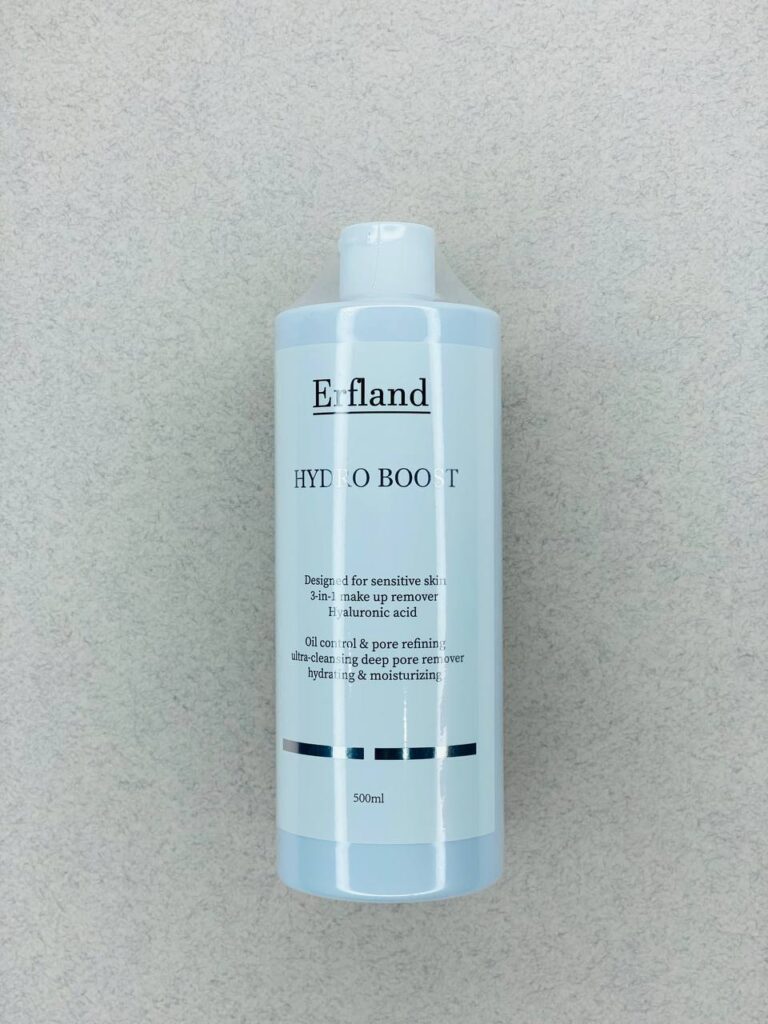 Erfland
HYDRO BOOST
Designed for sensitive skin
3-in-1 make up remover
Hyaluronic acid
Oil control & pore refining
ultra-cleansing deep pore remover
hydrating & moisturizing
500ml